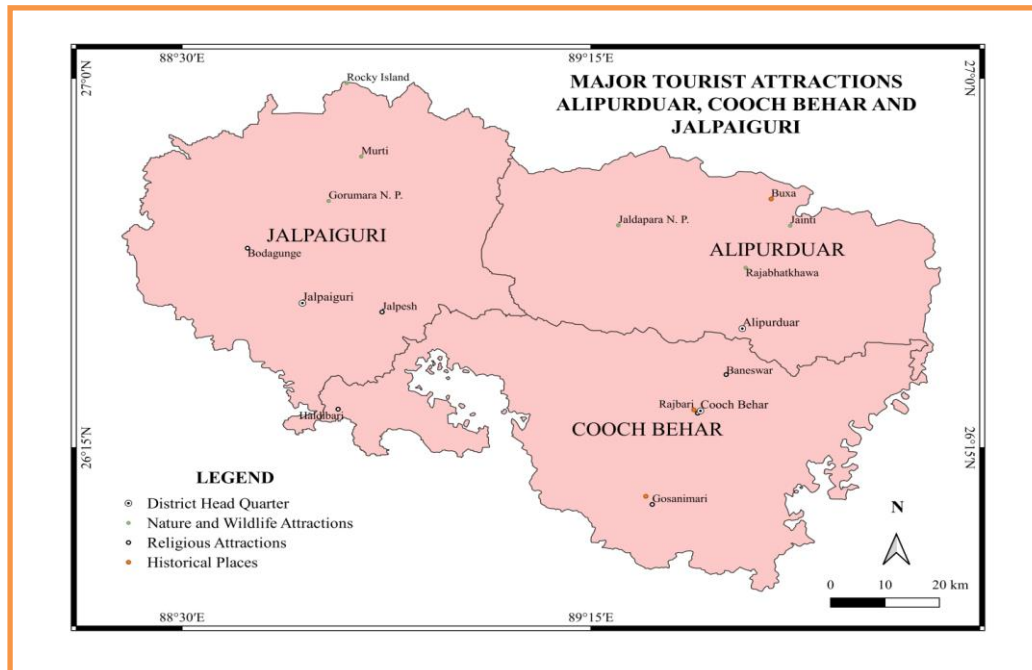 88°30'E
89°15'E
27°0'N
27°0'N
MAJOR TOURIST ATTRACTIONS
ALIPURDUAR, COOCH BEHAR AND
JALPAIGURI
Rocky Island
Murti
Gorumara N. P.
JALPAIGURI
Bodagunge
Jalpaiguri
Jalpesh
Haldibari
Buxa
Jaldapara N. P.
Jainti
ALIPURDUAR
Rajabhatkhawa
Alipurduar
Baneswar
Rajbari
Cooch Behar
COOCH BEHAR
Gosanimari
26°15'N
26°15'N
LEGEND
District Head Quarter
Nature and Wildlife Attractions
Religious Attractions
Historical Places
N
0 10 20 km
88°30'E
89°15'E